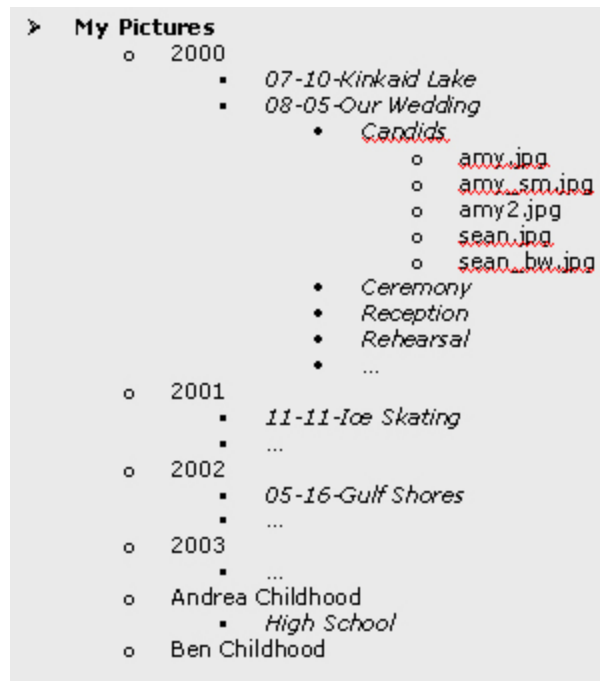 My Pictures
2000
07-10-Kinkaid Lake
08-05-Our Wedding
Candids
amy.jpg
amy_sm.jpg
amy2.jpg
sean.jpg
sean_bw.jpg
Ceremony
Reception
Rehearsal
...
2001
11-11-Ice Skating
...
2002
05-16-Gulf Shores
...
2003
...
Andrea Childhood
High School
Ben Childhood